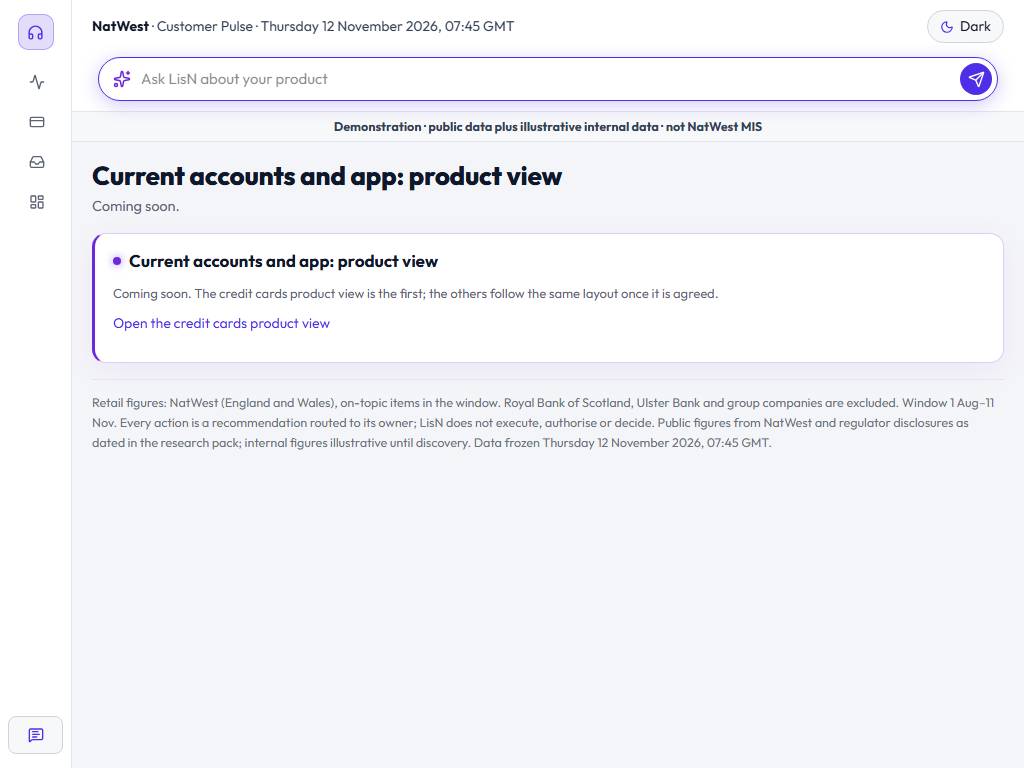 NatWest · Customer Pulse · Thursday 12 November 2026, 07:45 GMT
Dark
Ask LisN about your product
Demonstration · public data plus illustrative internal data · not NatWest MIS
Current accounts and app: product view
Coming soon.
Current accounts and app: product view
Coming soon. The credit cards product view is the first; the others follow the same layout once it is agreed.
Open the credit cards product view
Retail figures: NatWest (England and Wales), on-topic items in the window. Royal Bank of Scotland, Ulster Bank and group companies are excluded. Window 1 Aug–11
Nov. Every action is a recommendation routed to its owner; LisN does not execute, authorise or decide. Public figures from NatWest and regulator disclosures as
dated in the research pack; internal figures illustrative until discovery. Data frozen Thursday 12 November 2026, 07:45 GMT.